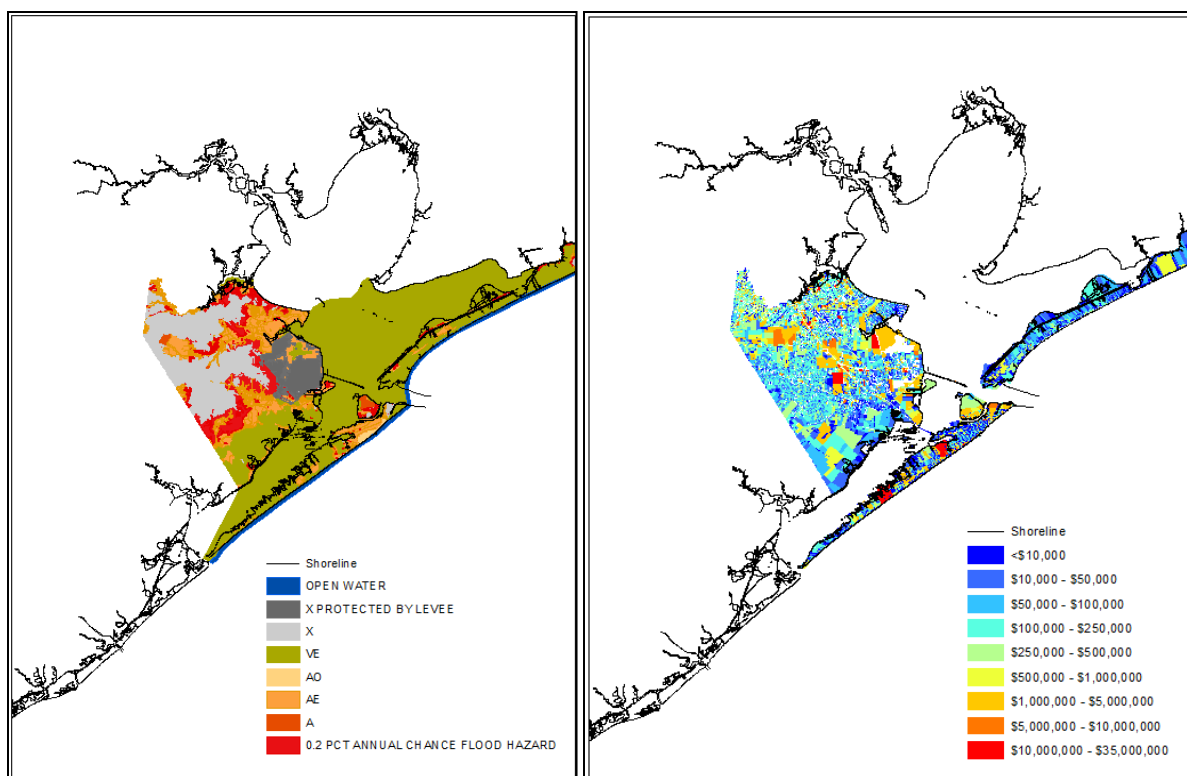 Shoreline
OPEN WATER
X PROTECTED BY LEVEE
X
VE
AO
AE
A
0.2 PCT ANNUAL CHANCE FLOOD HAZARD
Shoreline
<$10,000
$10,000 - $50,000
$50,000 - $100,000
$100,000 - $250,000
$250,000 - $500,000
$500,000 - $1,000,000
$1,000,000 - $5,000,000
$5,000,000 - $10,000,000
$10,000,000 - $35,000,000